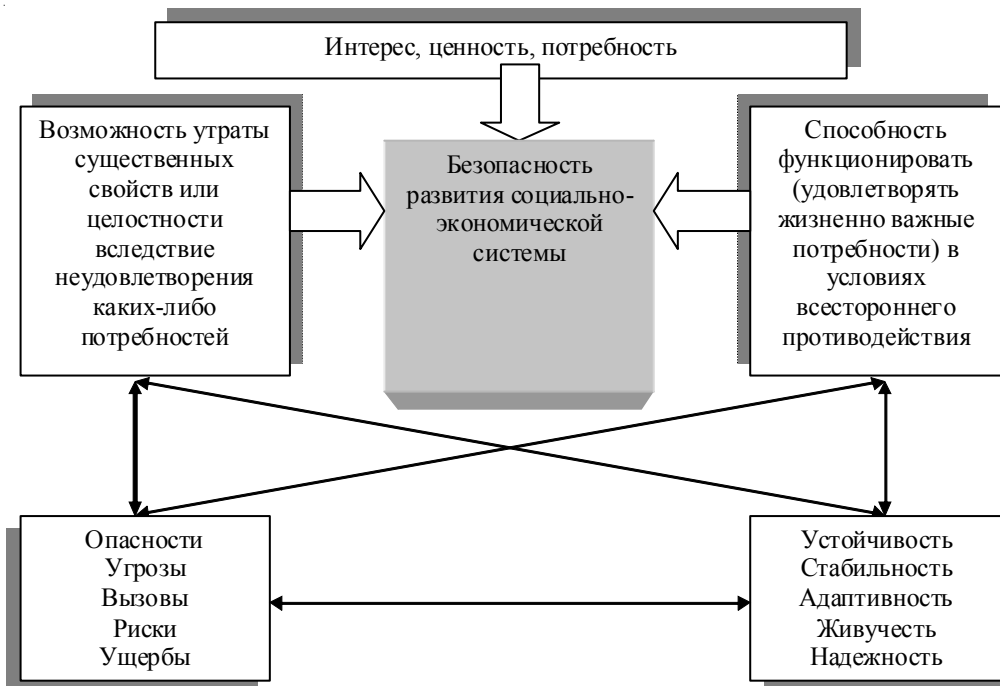 Интерес, ценность, потребность
Возможность утраты
существенных
свойств или
целостности
вследствие
неудовлетворения
каких-либо
потребностей
Безопасность
развития социально-
экономической
системы
Способность
функционировать
(удовлетворять
жизненно важные
потребности) в
условиях
всестороннего
противодействия
Опасности
Угрозы
Вызовы
Риски
Ущербы
Устойчивость
Стабильность
Адаптивность
Живучесть
Надежность